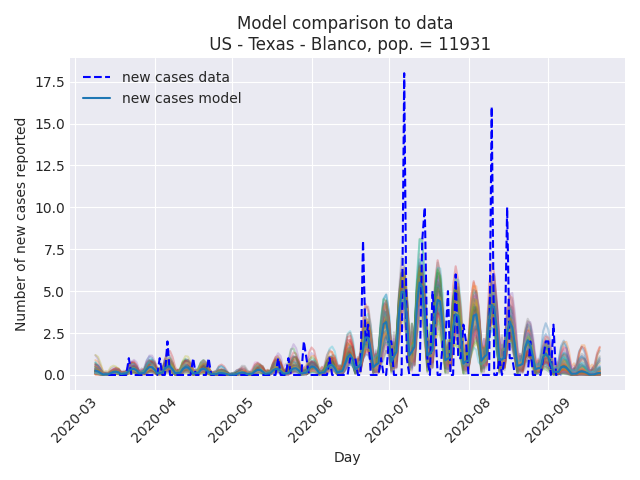 Model comparison to data
US - Texas - Blanco, pop. = 11931
new cases data
new cases model
Number of new cases reported
17.5
15.0
12.5
10.0
7.5
5.0
2.5
0.0
2020-03
2020-04
2020-05
2020-06
2020-07
2020-08
2020-09
Day